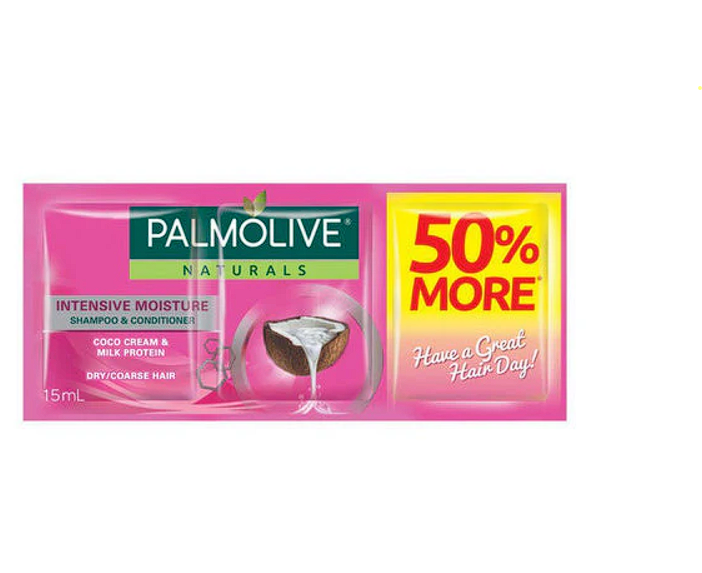 PALMOLIVE®
NATURALS
INTENSIVE MOISTURE
SHAMPOO & CONDITIONER
COCO CREAM &
MILK PROTEIN
DRY/COARSE HAIR
15mL
50%
MORE*
Have a Great
Hair Day!